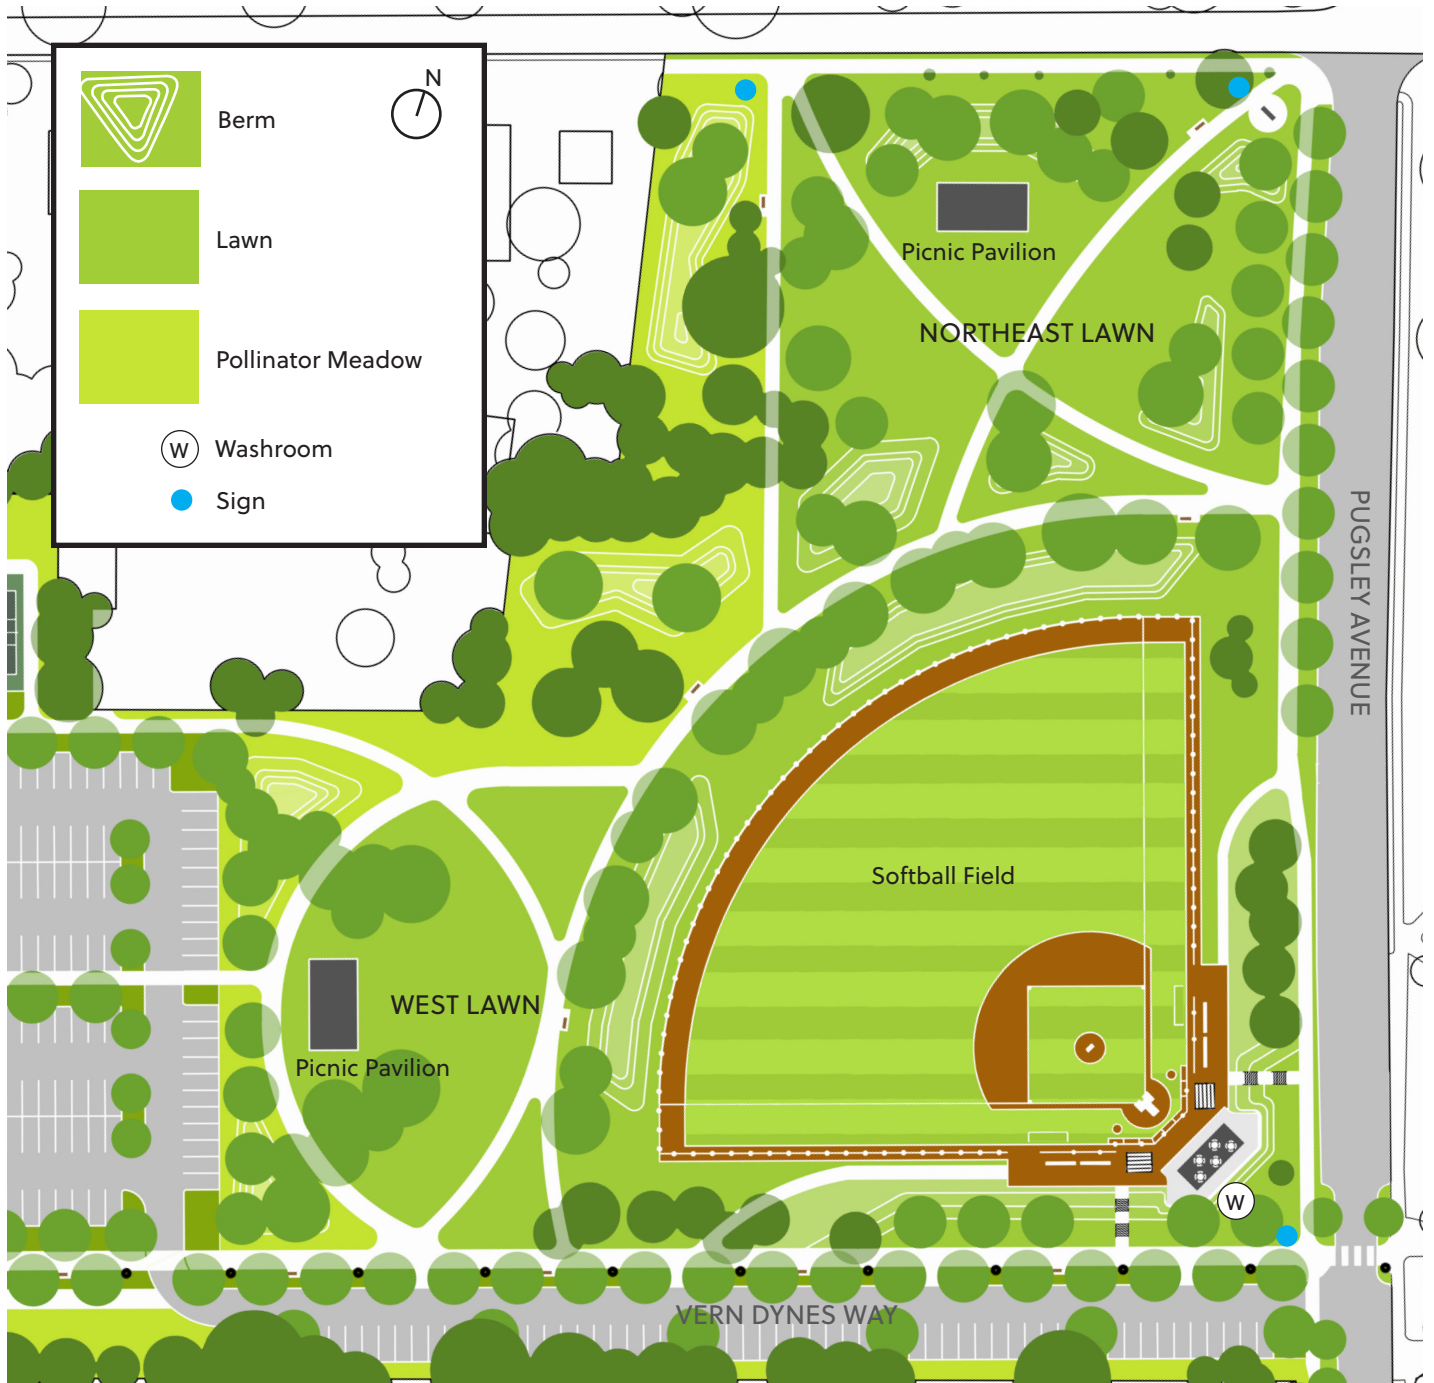 N
Berm
Lawn
Pollinator Meadow
W Washroom
Sign
Picnic Pavilion
NORTHEAST LAWN
PUGSLEY AVENUE
Softball Field
WEST LAWN
Picnic Pavilion
W
VERN DYNES WAY